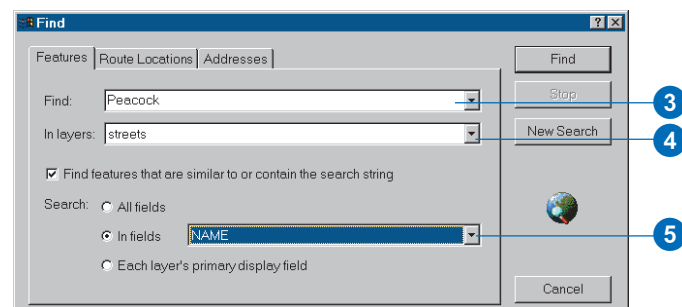 Find
Features Route Locations Addresses
Find
Find: Peacock
Stop
3
In layers: streets
New Search
4
Find features that are similar to or contain the search string
Search: All fields
In fields NAME
5
Each layer's primary display field
Cancel